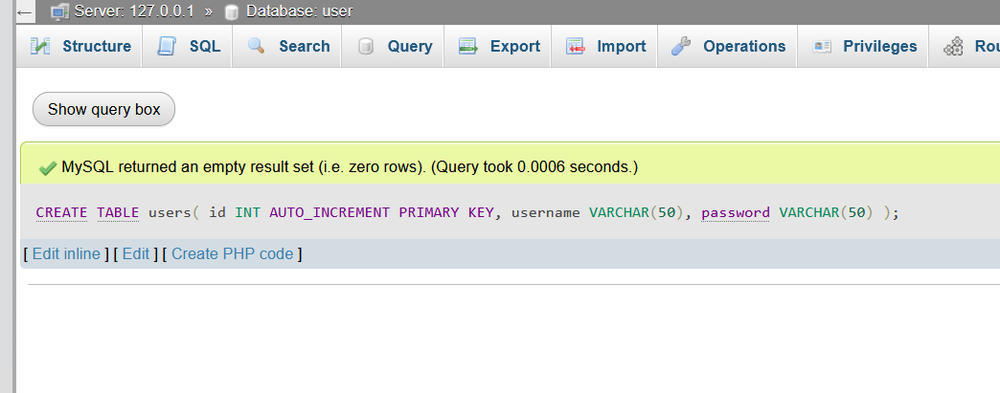 ← Server: 127.0.0.1 » Database: user
Structure SQL Search Query Export Import Operations Privileges Rou
Show query box
MySQL returned an empty result set (i.e. zero rows). (Query took 0.0006 seconds.)
CREATE TABLE users( id INT AUTO_INCREMENT PRIMARY KEY, username VARCHAR(50), password VARCHAR(50) );
[ Edit inline ] [ Edit ] [ Create PHP code ]